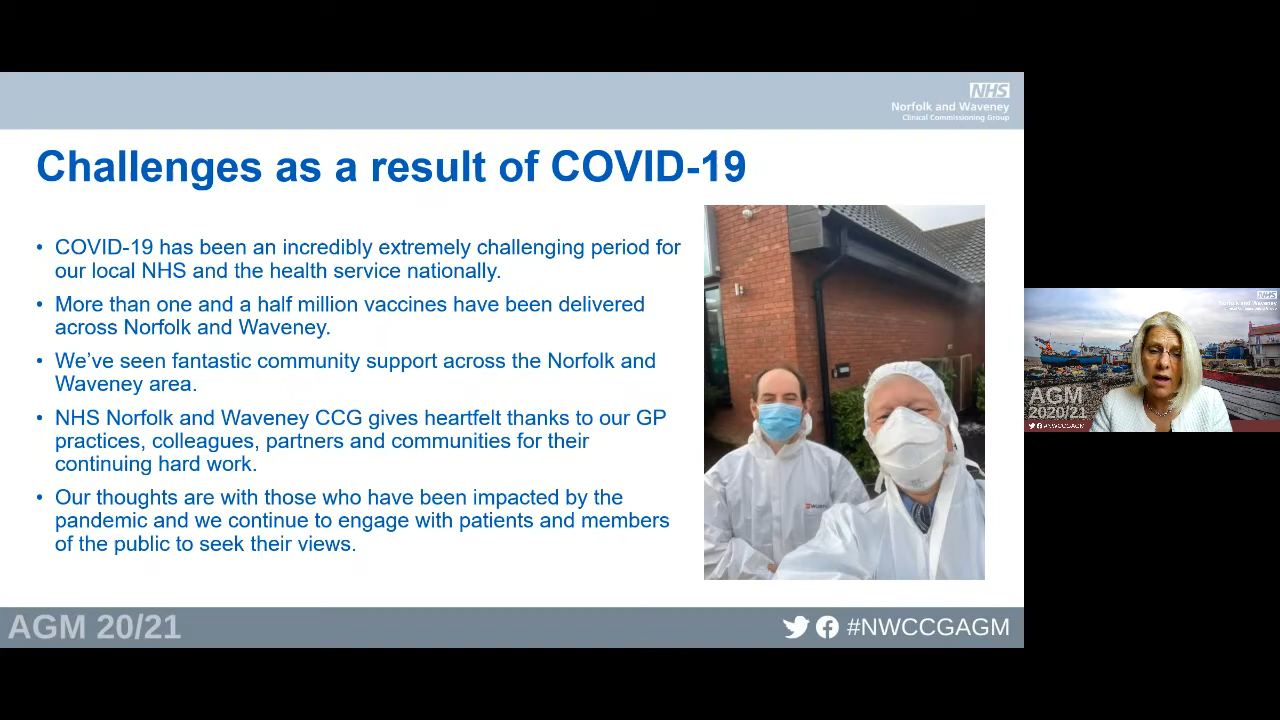 NHS
Norfolk and Waveney
Clinical Commissioning Group
Challenges as a result of COVID-19
• COVID-19 has been an incredibly extremely challenging period for
our local NHS and the health service nationally.
• More than one and a half million vaccines have been delivered
across Norfolk and Waveney.
• We’ve seen fantastic community support across the Norfolk and
Waveney area.
• NHS Norfolk and Waveney CCG gives heartfelt thanks to our GP
practices, colleagues, partners and communities for their
continuing hard work.
• Our thoughts are with those who have been impacted by the
pandemic and we continue to engage with patients and members
of the public to seek their views.
AGM 20/21
#NWCCGAGM
NHS
Norfolk and Waveney
AGM
2020/21
#NWCCGAGM